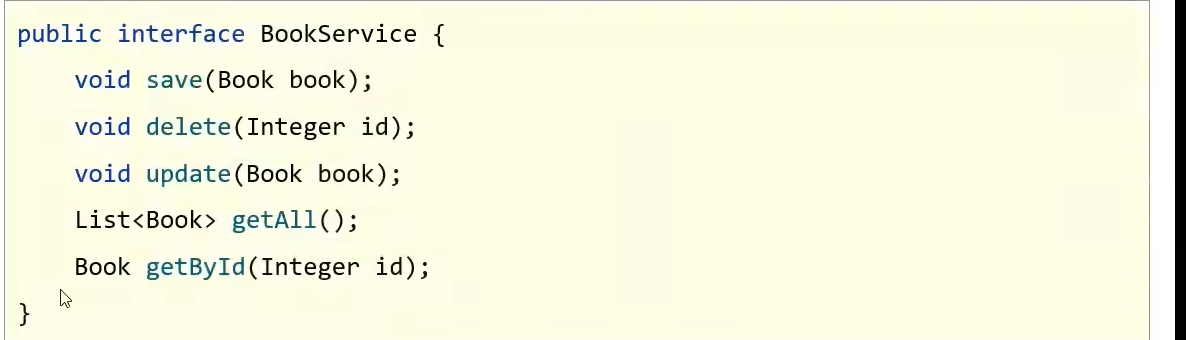 public interface BookService {
    void save(Book book);
    void delete(Integer id);
    void update(Book book);
    List<Book> getAll();
    Book getById(Integer id);
}